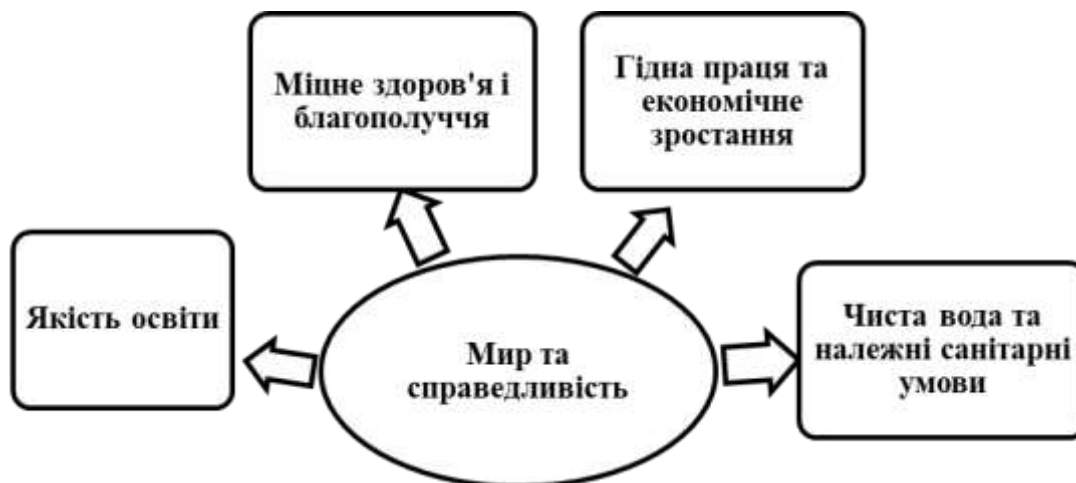 Міцне здоров'я і
благополуччя
Гідна праця та
економічне
зростання
Якість освіти
Мир та
справедливість
Чиста вода та
належні санітарні
умови